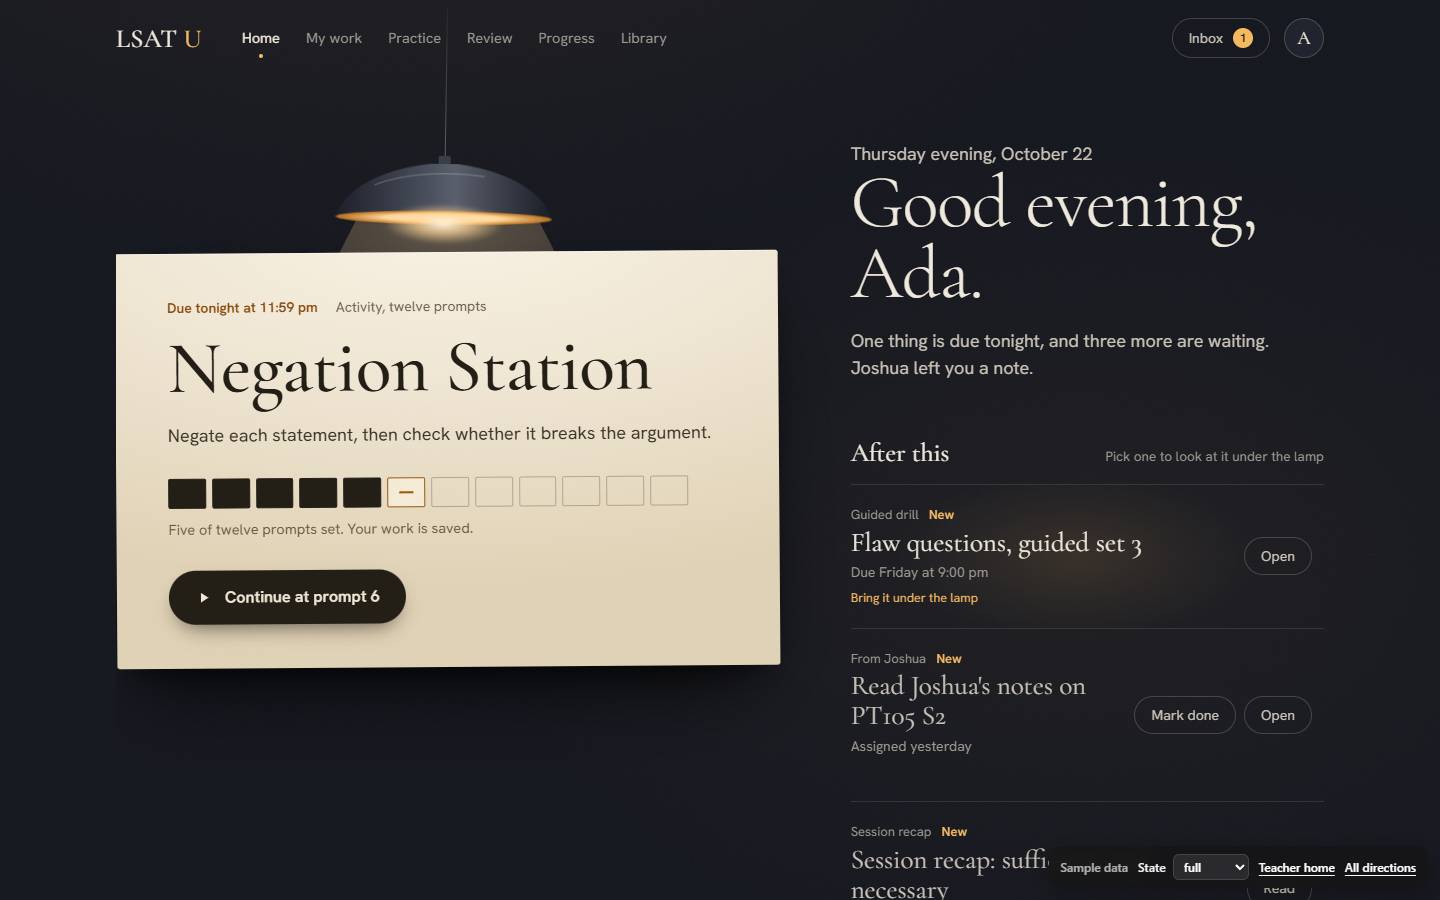 LSAT U
Home
My work
Practice
Review
Progress
Library
Inbox 1
A
Due tonight at 11:59 pm
Activity, twelve prompts
Negation Station
Negate each statement, then check whether it breaks the argument.
Five of twelve prompts set. Your work is saved.
Continue at prompt 6
Thursday evening, October 22
Good evening,
Ada.
One thing is due tonight, and three more are waiting.
Joshua left you a note.
After this
Pick one to look at it under the lamp
Guided drill New
Flaw questions, guided set 3
Due Friday at 9:00 pm
Bring it under the lamp
Open
From Joshua New
Read Joshua's notes on
PT105 S2
Assigned yesterday
Mark done
Open
Session recap New
Session recap: suffi
necessary
Read
Sample data State full Teacher home All directions